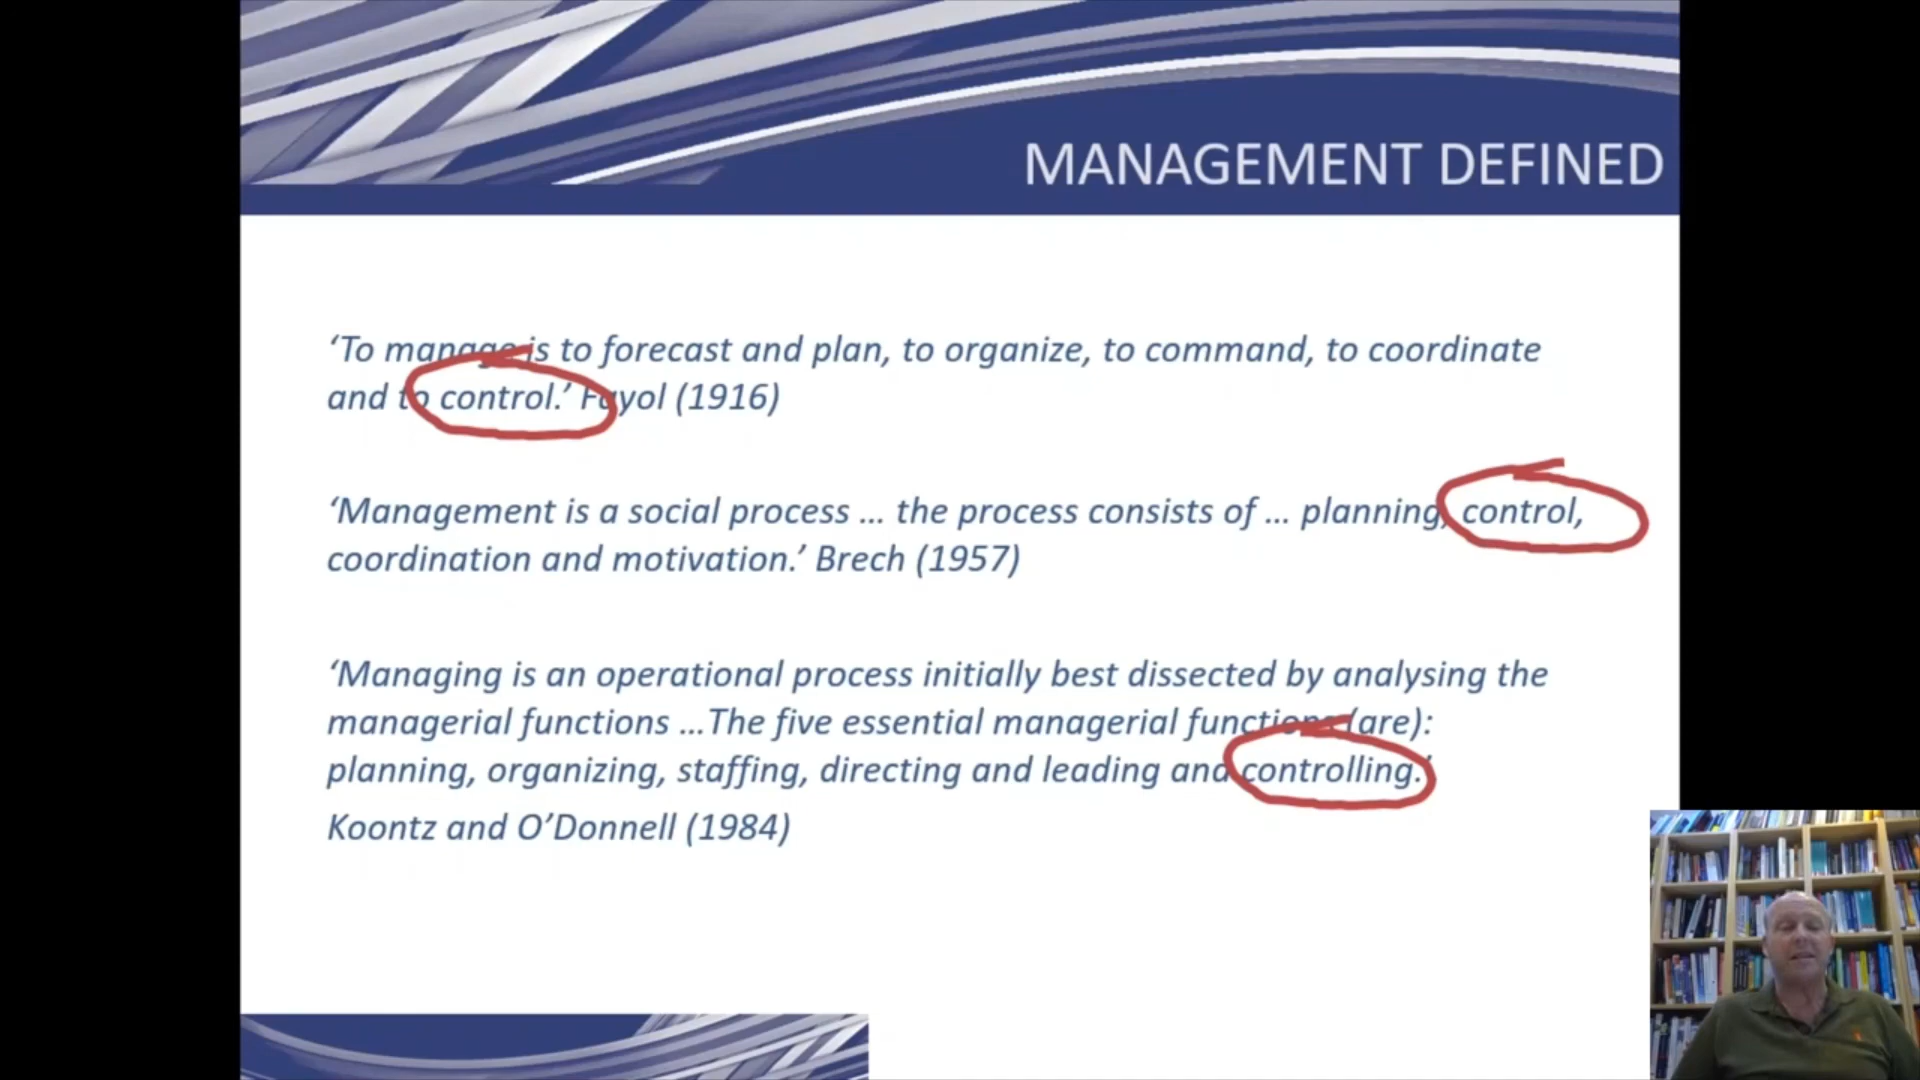 MANAGEMENT DEFINED
‘To manage is to forecast and plan, to organize, to command, to coordinate
and to control.’ Fayol (1916)
‘Management is a social process ... the process consists of ... planning, control,
coordination and motivation.’ Brech (1957)
‘Managing is an operational process initially best dissected by analysing the
managerial functions ...The five essential managerial functions (are):
planning, organizing, staffing, directing and leading and controlling.’
Koontz and O’Donnell (1984)